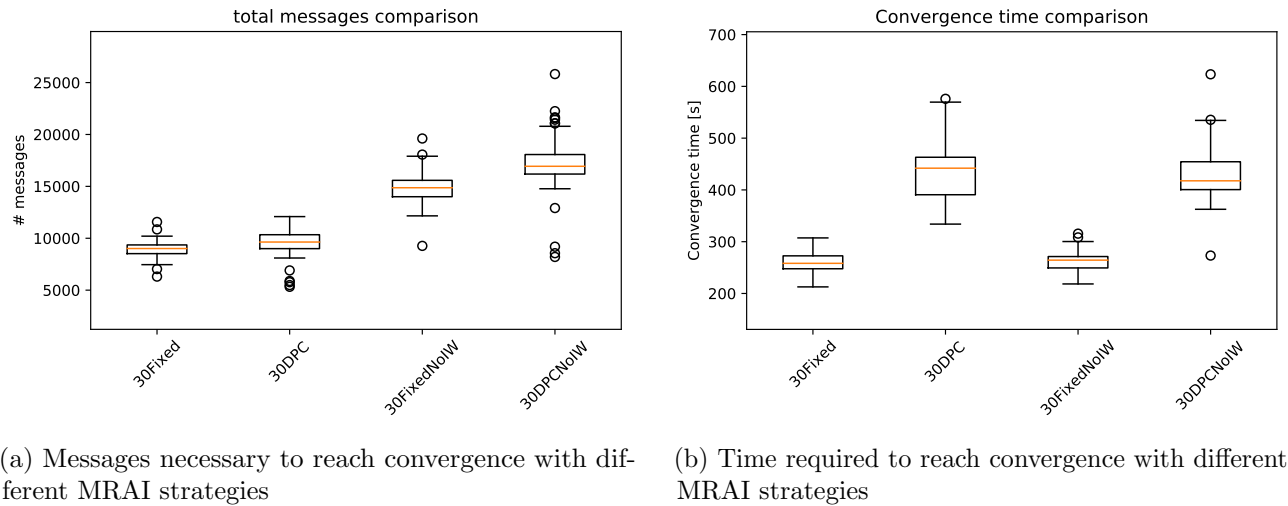 total messages comparison
# messages
25000
20000
15000
10000
5000
30Fixed
30DPC
30FixedNoIW
30DPCNoIW
(a) Messages necessary to reach convergence with dif-
ferent MRAI strategies
Convergence time comparison
Convergence time [s]
700
600
500
400
300
200
30Fixed
30DPC
30FixedNoIW
30DPCNoIW
(b) Time required to reach convergence with different
MRAI strategies